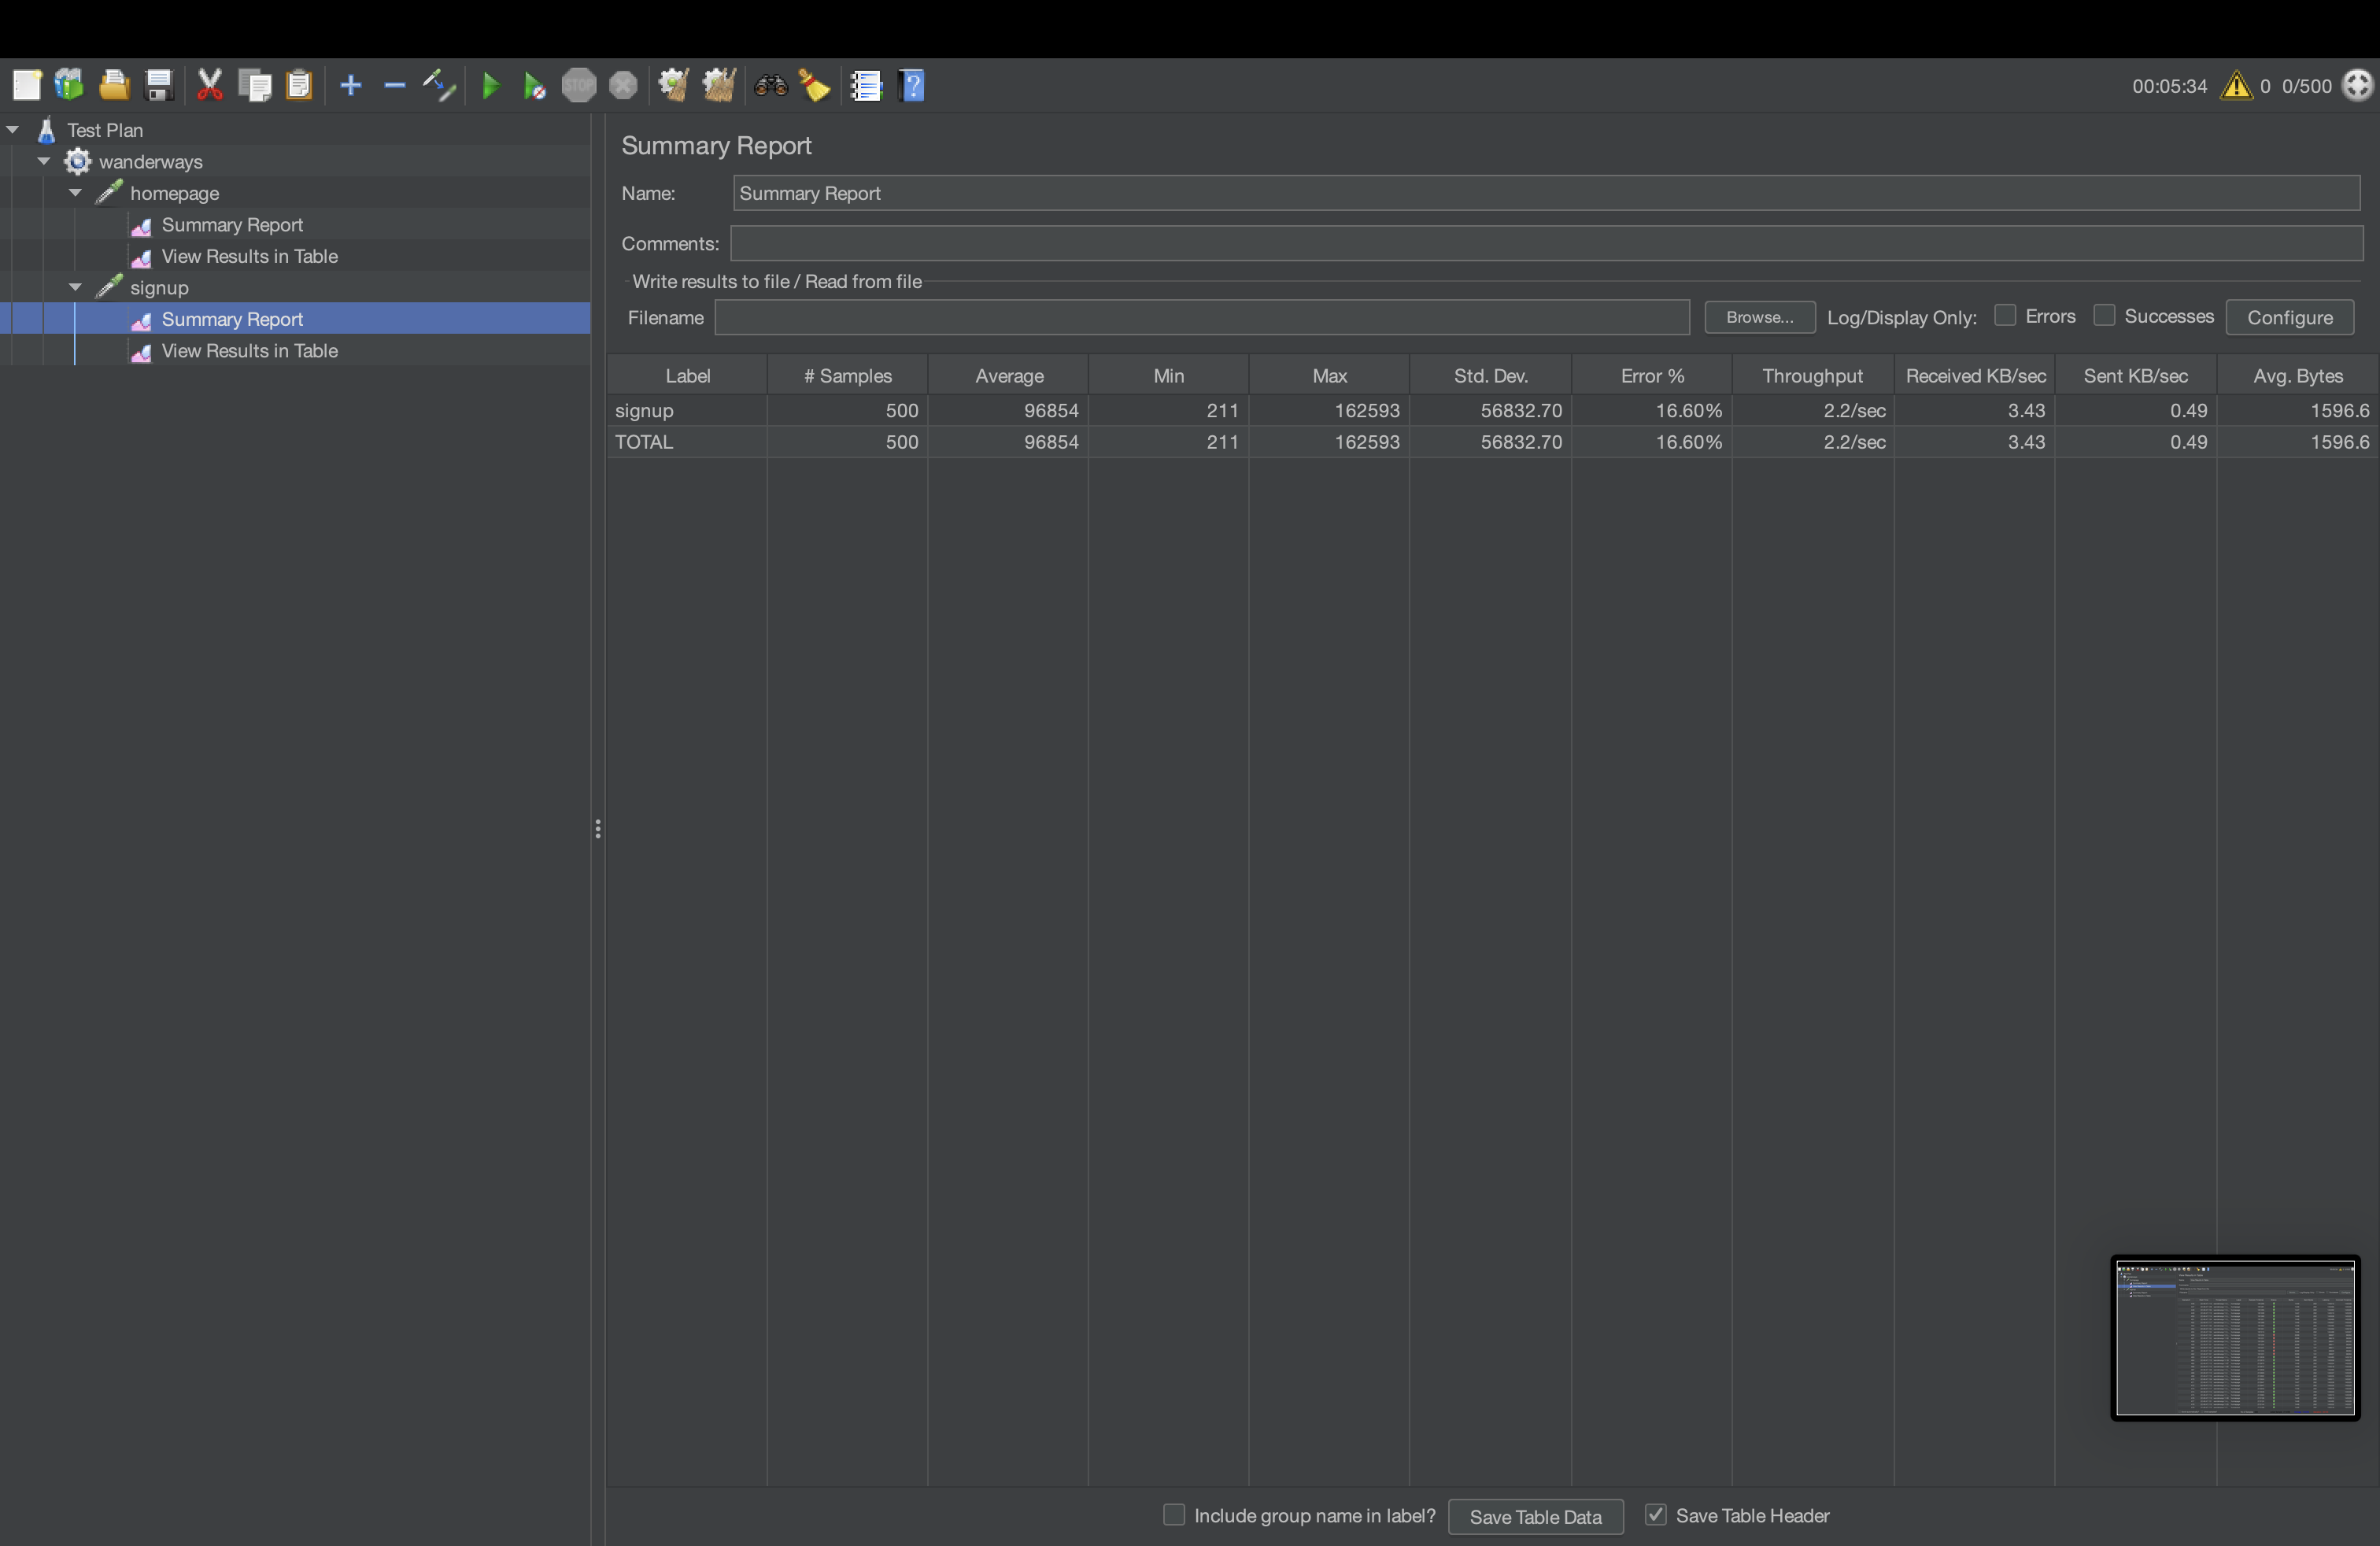 STOP
?
00:05:34 0 0/500
Test Plan
wanderways
homepage
Summary Report
View Results in Table
signup
Summary Report
View Results in Table
Summary Report
Name: Summary Report
Comments:
Write results to file / Read from file
Filename Browse... Log/Display Only: Errors Successes Configure
Label # Samples Average Min Max Std. Dev. Error % Throughput Received KB/sec Sent KB/sec Avg. Bytes
signup 500 96854 211 162593 56832.70 16.60% 2.2/sec 3.43 0.49 1596.6
TOTAL 500 96854 211 162593 56832.70 16.60% 2.2/sec 3.43 0.49 1596.6
Include group name in label? Save Table Data Save Table Header